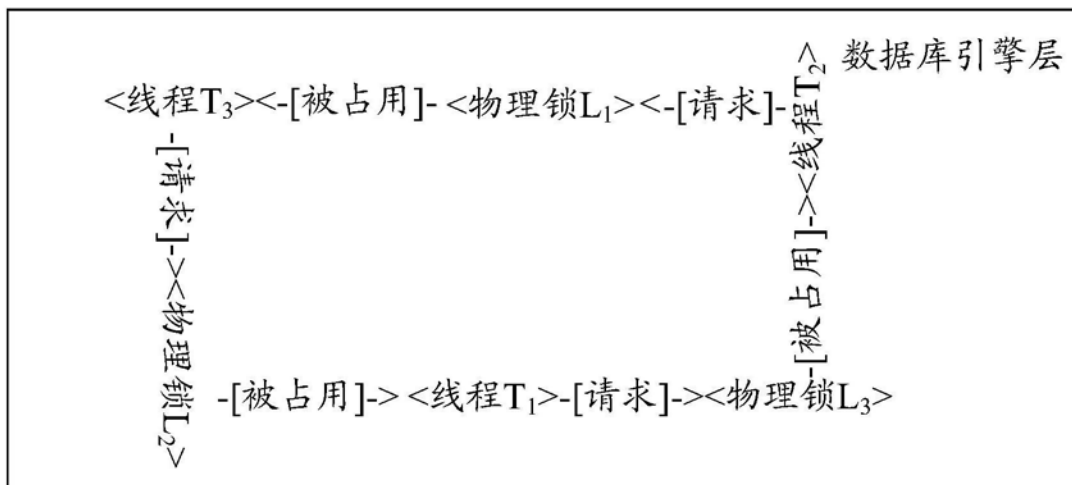 数据库引擎层
<线程T₃><-[被占用]- <物理锁L₁><-[请求]-
<线程T₂>
-[请求]-><物理锁L₂>
-[被占用]->
-[被占用]-> <线程T₁>-[请求]-><物理锁L₃>